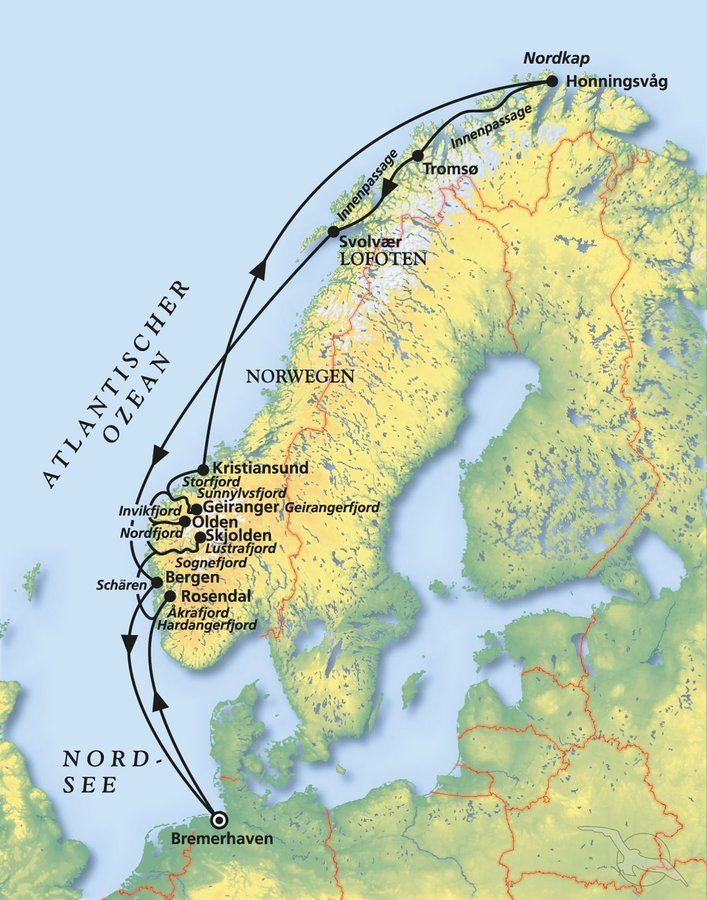 Nordkap
Honningsvåg
Innenpassage
Tromsø
Innenpassage
Svolvær
LOFOTEN
ATLANTISCHER
OZEAN
NORWEGEN
Kristiansund
Storfjord
Sunnylvsfjord
Geiranger Geirangerfjord
Invikfjord
Olden
Nordfjord
Skjolden
Lustrafjord
Sognefjord
Bergen
Schären
Rosendal
Åkrafjord
Hardangerfjord
NORD-
SEE
Bremerhaven